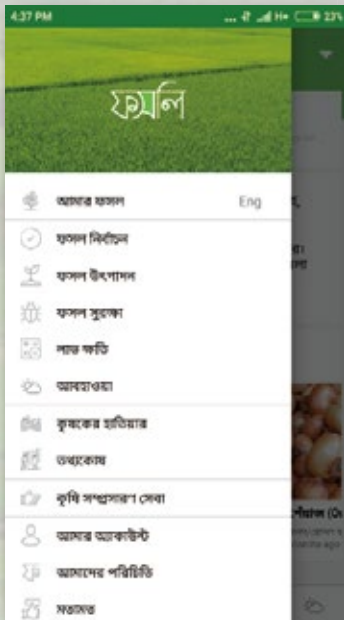 4:37 PM ... H+ 23%
ফসলি
আমার ফসল Eng
ফসল নির্বাচন
ফসল উৎপাদন
ফসল সুরক্ষা
লাভ ক্ষতি
আবহাওয়া
কৃষকের হাতিয়ার
তথ্যকোষ
কৃষি সম্প্রসারণ সেবা
আমার অ্যাকাউন্ট
আমাদের পরিচিতি
মতামত